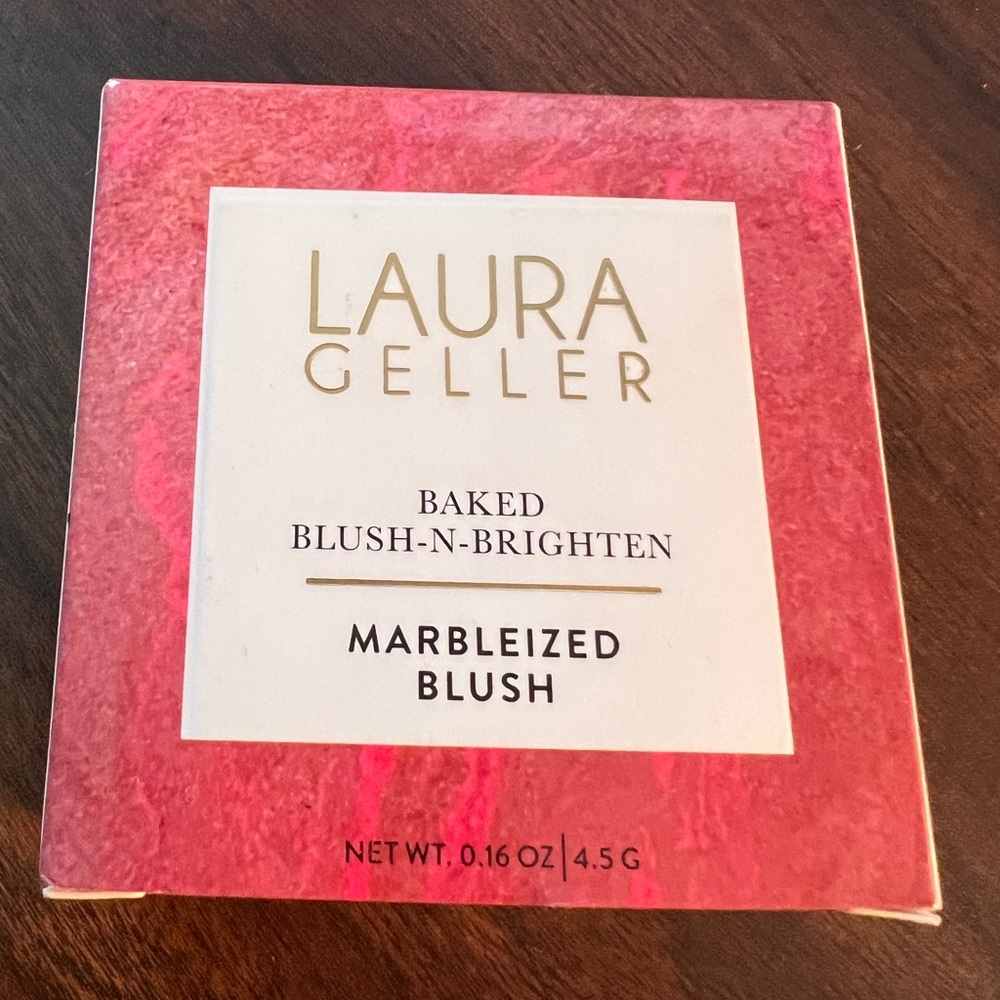 LAURA
GELLER
BAKED
BLUSH-N-BRIGHTEN
MARBLEIZED
BLUSH
NET WT. 0.16 OZ | 4.5 G